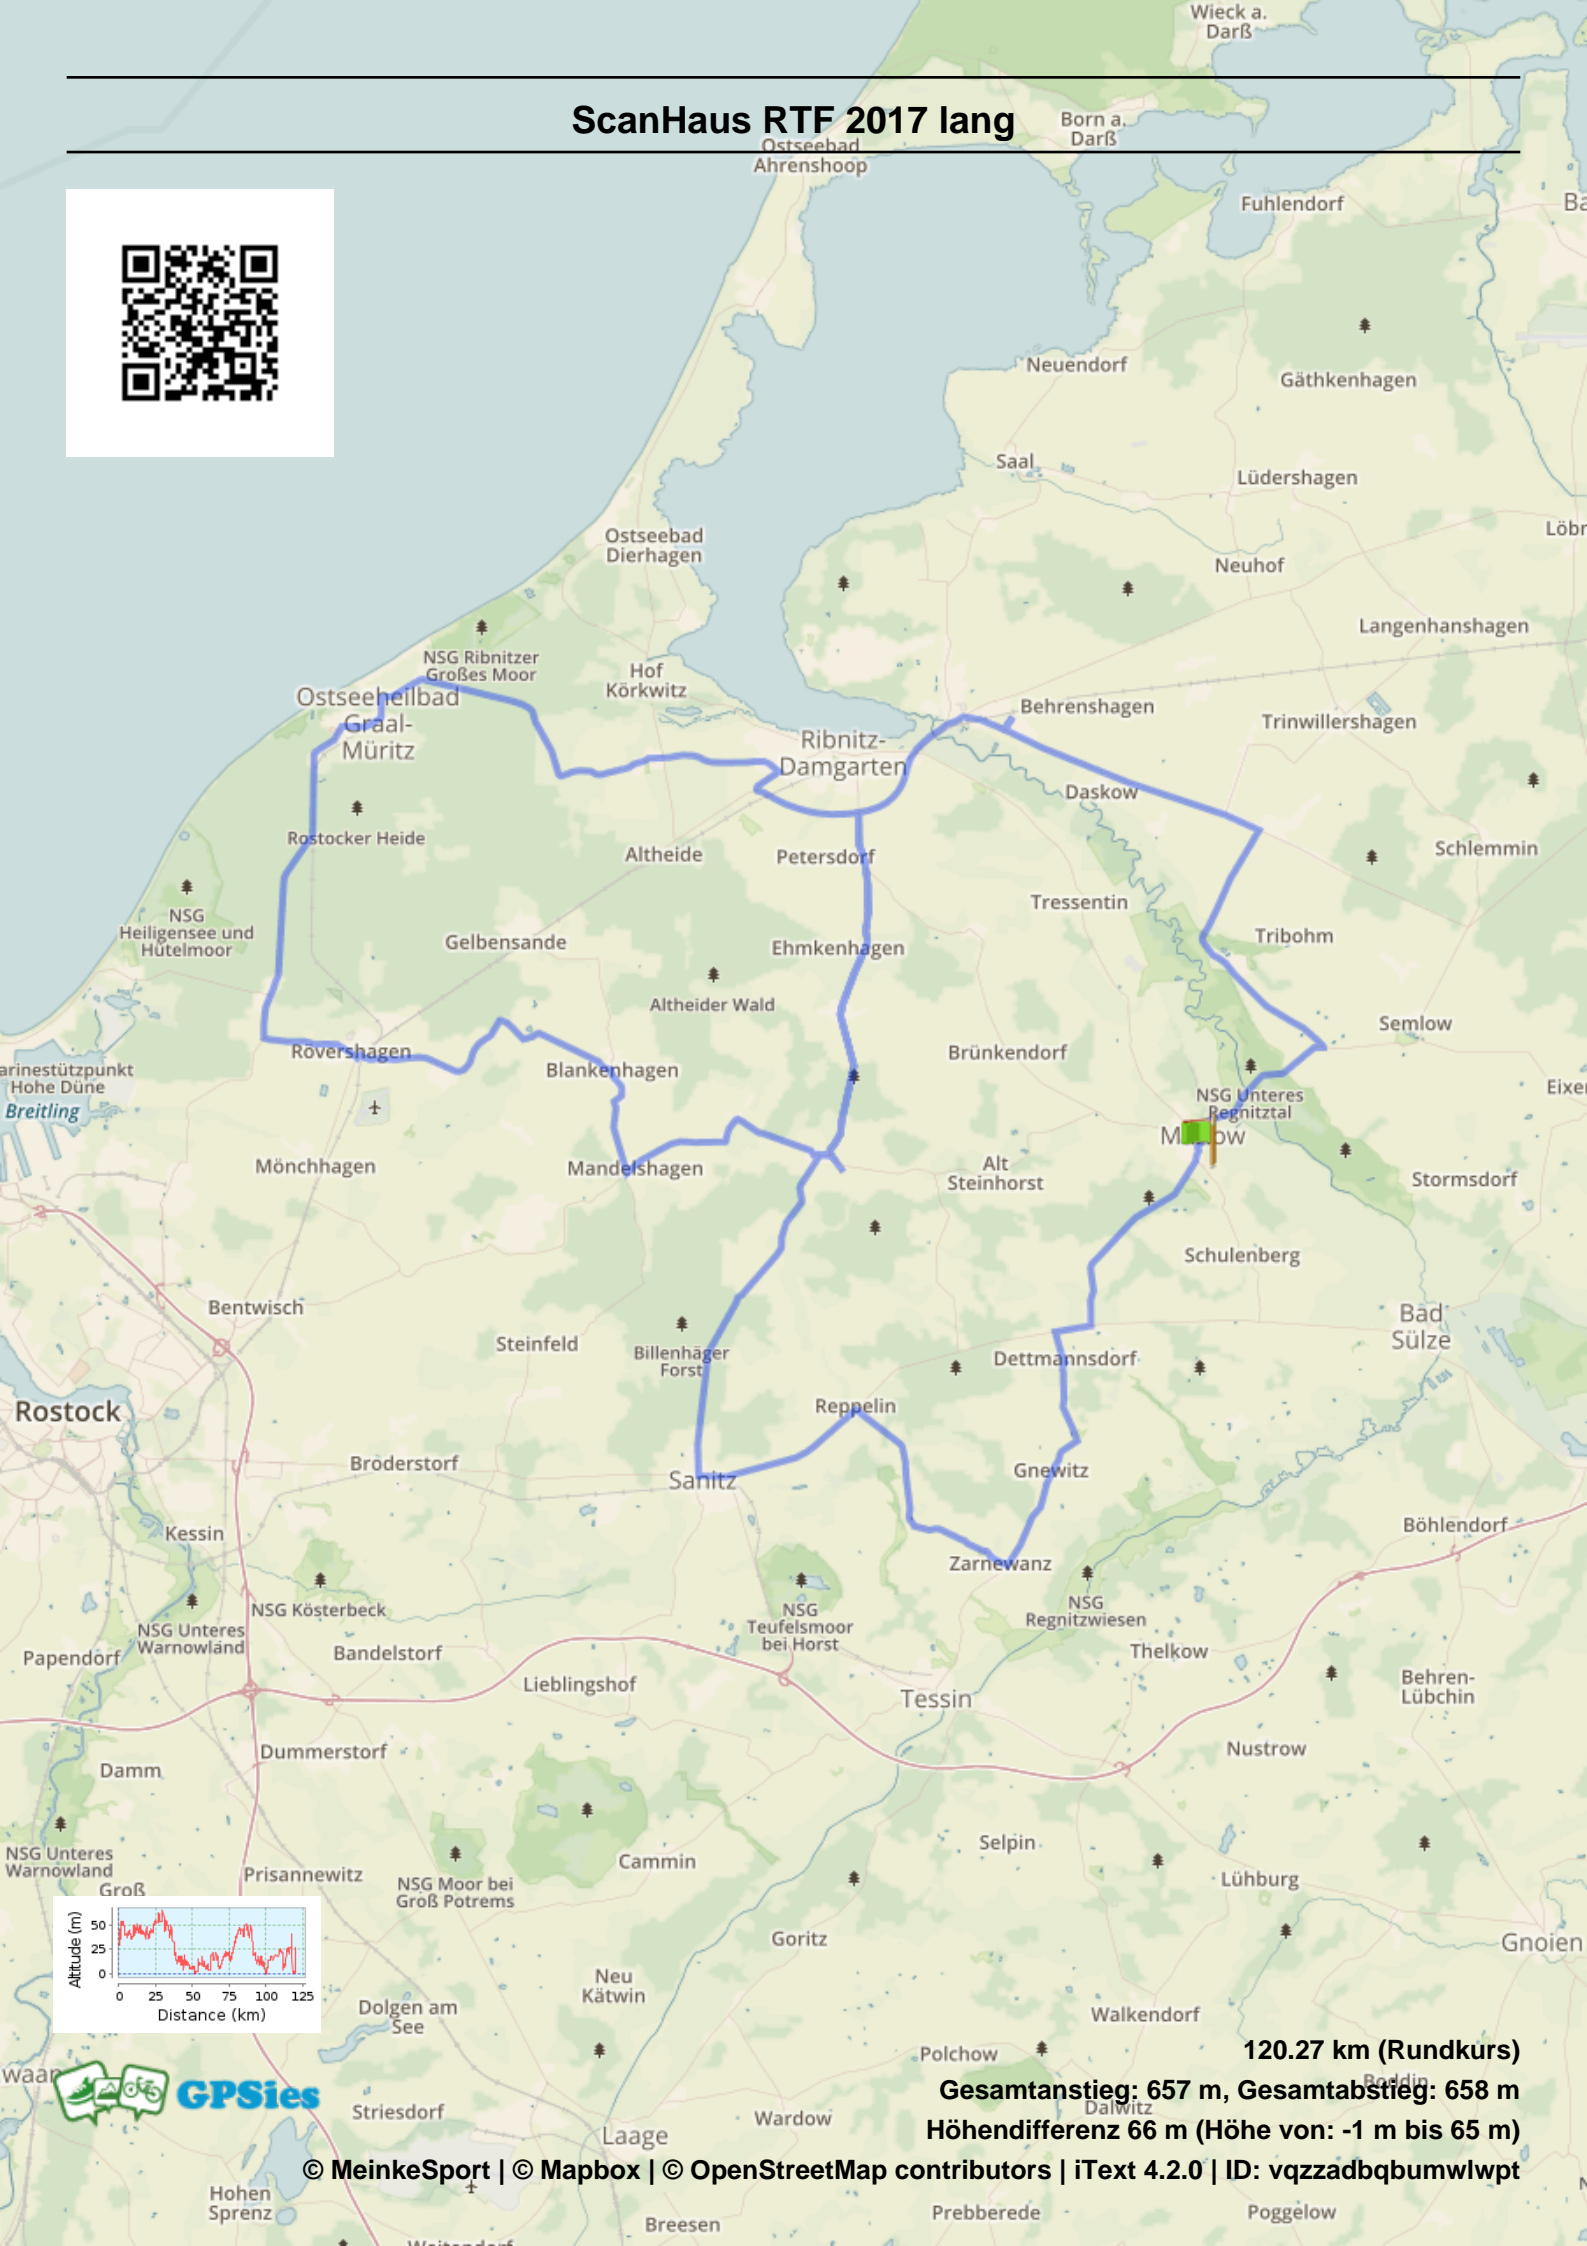 Wieck a.
Darß
ScanHaus RTF 2017 lang
Born a.
Darß
Ostseebad
Ahrenshoop
Fuhlendorf
Neuendorf
Gäthkenhagen
Saal
Lüdershagen
Ostseebad
Dierhagen
Neuhof
Langenhanshagen
NSG Ribnitzer
Großes Moor
Hof
Körkwitz
Ostseeheilbad
Graal-
Müritz
Behrenshagen
Trinwillershagen
Ribnitz-
Damgarten
Daskow
Rostocker Heide
Altheide
Petersdorf
Schlemmin
Tressentin
NSG
Heiligensee und
Hütelmoor
Gelbensande
Ehmkenhagen
Tribohm
Altheider Wald
Semlow
Rövershagen
Brünkendorf
Blankenhagen
Hohe Düne
Breitling
NSG Unteres
Regnitztal
Mönchhagen
Mandelshagen
Alt
Steinhorst
Stormsdorf
Schulenberg
Bentwisch
Bad
Sülze
Steinfeld
Billenhäger
Forst
Dettmannsdorf
Rostock
Reppelin
Broderstorf
Sanitz
Gnewitz
Kessin
Böhlendorf
Zarnewanz
NSG Kösterbeck
NSG
Teufelsmoor
bei Horst
NSG
Regnitzwiesen
NSG Unteres
Warnowland
Papendorf
Bandelstorf
Thelkow
Lieblingshof
Behren-
Lübchin
Tessin
Dummerstorf
Nustrow
Damm
NSG Unteres
Warnowland
Groß
Selpin
Cammin
Prisannewitz
NSG Moor bei
Groß Potrems
Lühburg
Goritz
Gnoien
Altitude (m)
50
25
0
0 25 50 75 100 125
Distance (km)
Neu
Kätwin
Dolgen am
See
Walkendorf
Polchow
120.27 km (Rundkurs)
Boddin
GPSies
Gesamtanstieg: 657 m, Gesamtabstieg: 658 m
Dalwitz
Striesdorf
Wardow
Laage
Höhendifferenz 66 m (Höhe von: -1 m bis 65 m)
© MeinkeSport | © Mapbox | © OpenStreetMap contributors | iText 4.2.0 | ID: vqzzadbqbumwlwpt
Hohen
Sprenz
Breesen
Prebberede
Poggelow